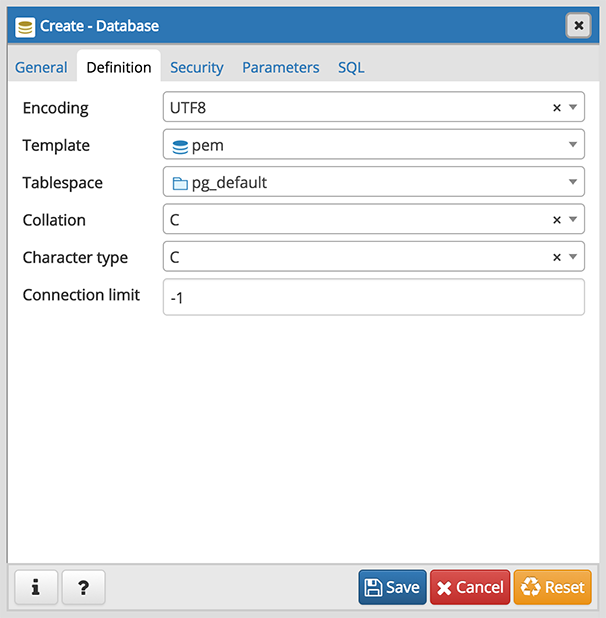 Create - Database
General Definition Security Parameters SQL
Encoding UTF8
Template pem
Tablespace pg_default
Collation C
Character type C
Connection limit -1
i ? Save Cancel Reset